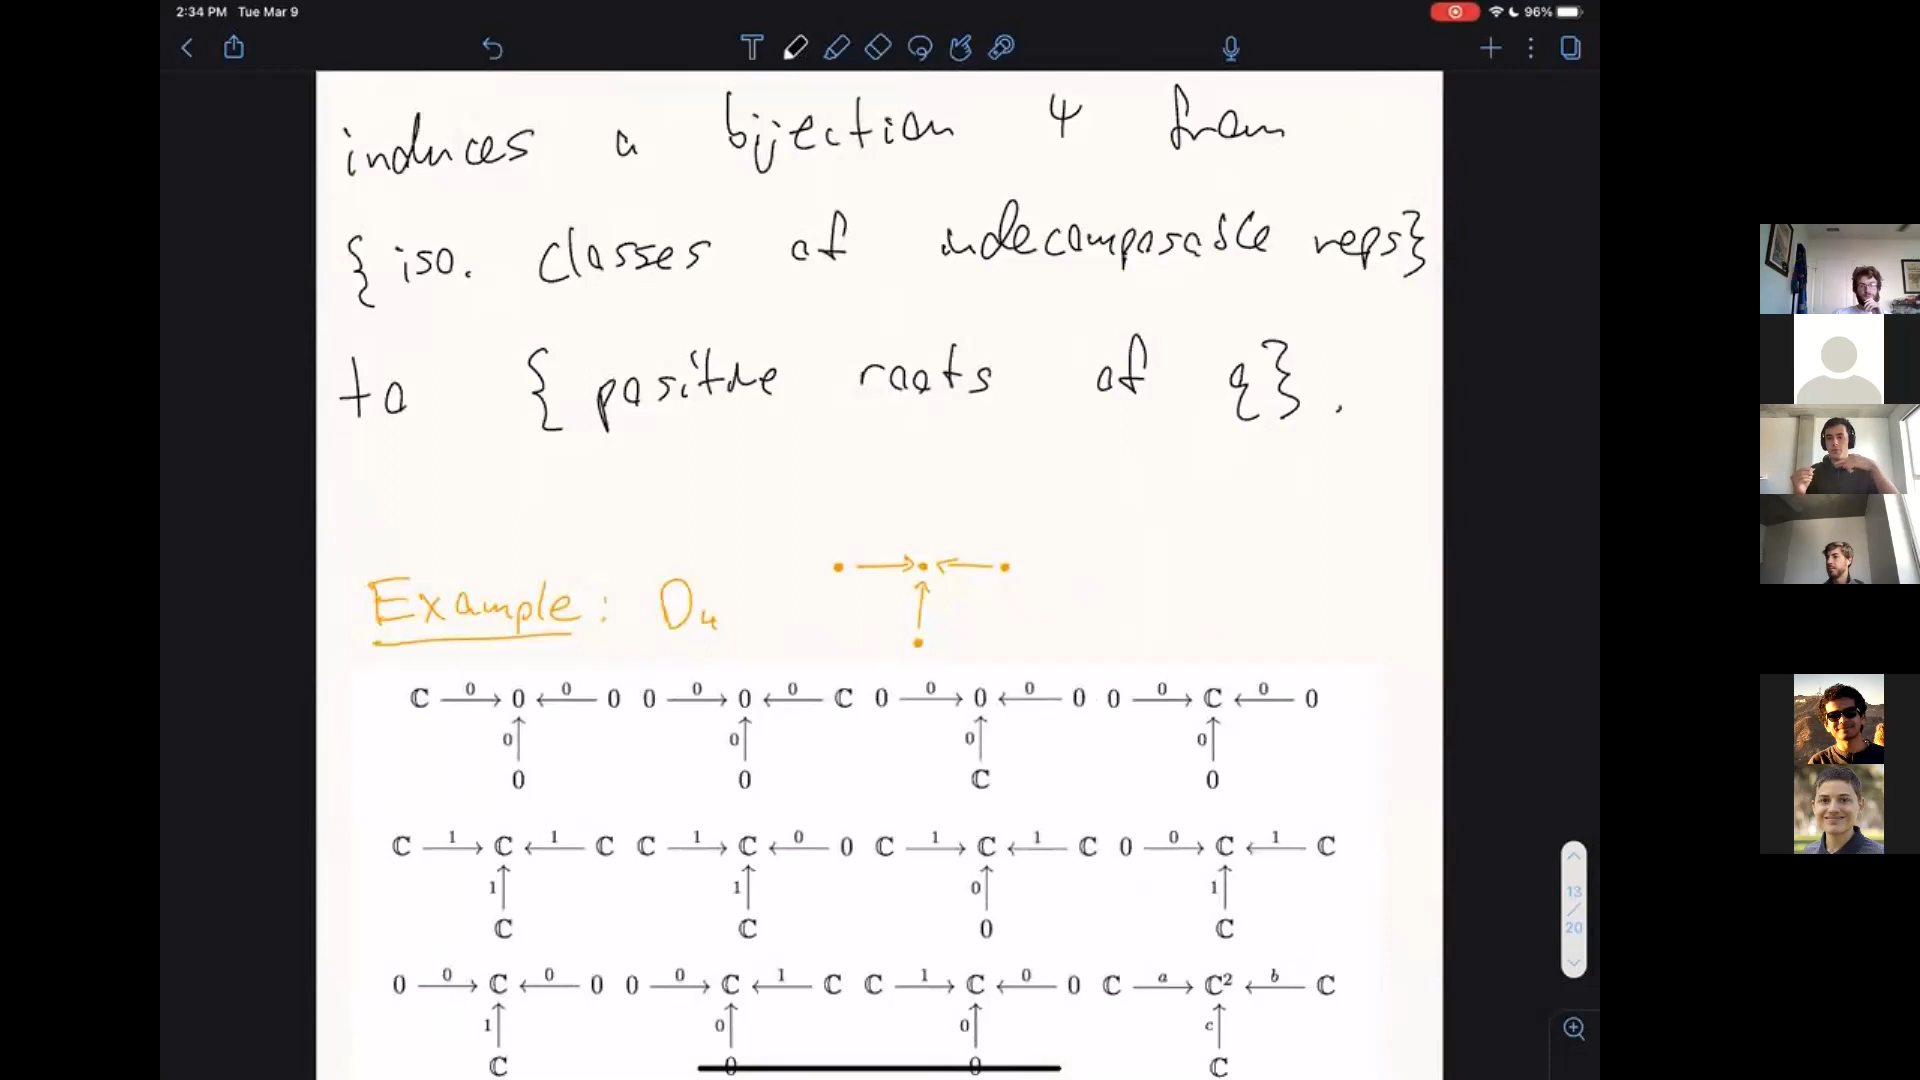 2:34 PM Tue Mar 9
96%
induces a bijection ψ from
{iso. classes of indecomposable reps}
to {positive roots of q}.
Example: D₄
ℂ —0→ 0 ←0— 0 0 —0→ 0 ←0— ℂ 0 —0→ 0 ←0— 0 0 —0→ ℂ ←0— 0
0↑ 0↑ 0↑ 0↑
0 0 ℂ 0
ℂ —1→ ℂ ←1— ℂ ℂ —1→ ℂ ←0— 0 ℂ —1→ ℂ ←1— ℂ 0 —0→ ℂ ←1— ℂ
1↑ 1↑ 0↑ 1↑
ℂ ℂ 0 ℂ
0 —0→ ℂ ←0— 0 0 —0→ ℂ ←1— ℂ ℂ —1→ ℂ ←0— 0 ℂ —a→ ℂ² ←b— ℂ
1↑ 0↑ 0↑ c↑
ℂ 0 0 ℂ
13
/
20